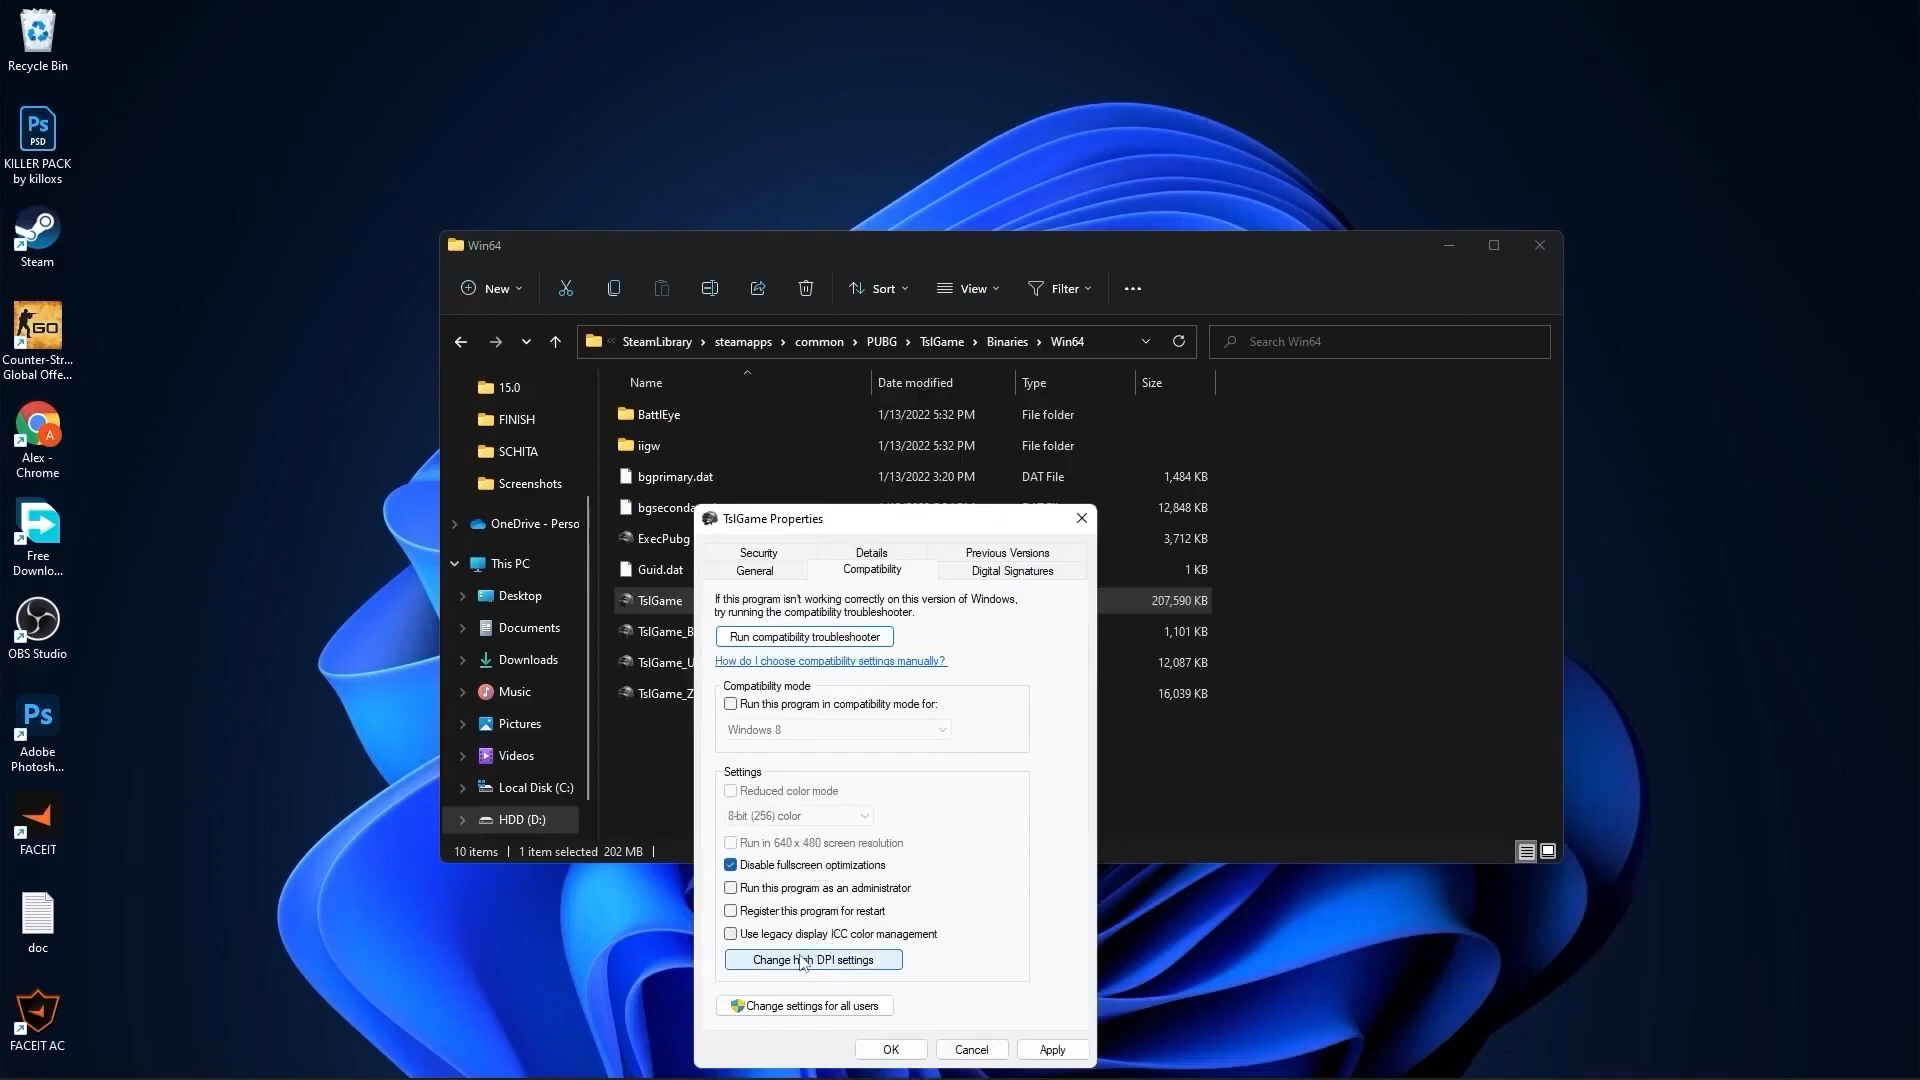 Recycle Bin
Ps
PSD
KILLER PACK
by killoxs
Steam
GO
Counter-Str...
Global Offe...
A
Alex -
Chrome
Free
Downlo...
OBS Studio
Ps
Adobe
Photosh...
FACEIT
doc
FACEIT AC
Win64
New
Sort
View
Filter
SteamLibrary > steamapps > common > PUBG > TslGame > Binaries > Win64
Search Win64
15.0
FINISH
SCHITA
Screenshots
OneDrive - Perso
This PC
Desktop
Documents
Downloads
Music
Pictures
Videos
Local Disk (C:)
HDD (D:)
Name Date modified Type Size
BattlEye 1/13/2022 5:32 PM File folder
iigw 1/13/2022 5:32 PM File folder
bgprimary.dat 1/13/2022 3:20 PM DAT File 1,484 KB
bgseconda 12,848 KB
ExecPubg 3,712 KB
Guid.dat 1 KB
TslGame 207,590 KB
TslGame_B 1,101 KB
TslGame_U 12,087 KB
TslGame_Z 16,039 KB
10 items 1 item selected 202 MB
TslGame Properties
Security Details Previous Versions
General Compatibility Digital Signatures
If this program isn't working correctly on this version of Windows,
try running the compatibility troubleshooter.
Run compatibility troubleshooter
How do I choose compatibility settings manually?
Compatibility mode
Run this program in compatibility mode for:
Windows 8
Settings
Reduced color mode
8-bit (256) color
Run in 640 x 480 screen resolution
Disable fullscreen optimizations
Run this program as an administrator
Register this program for restart
Use legacy display ICC color management
Change high DPI settings
Change settings for all users
OK Cancel Apply